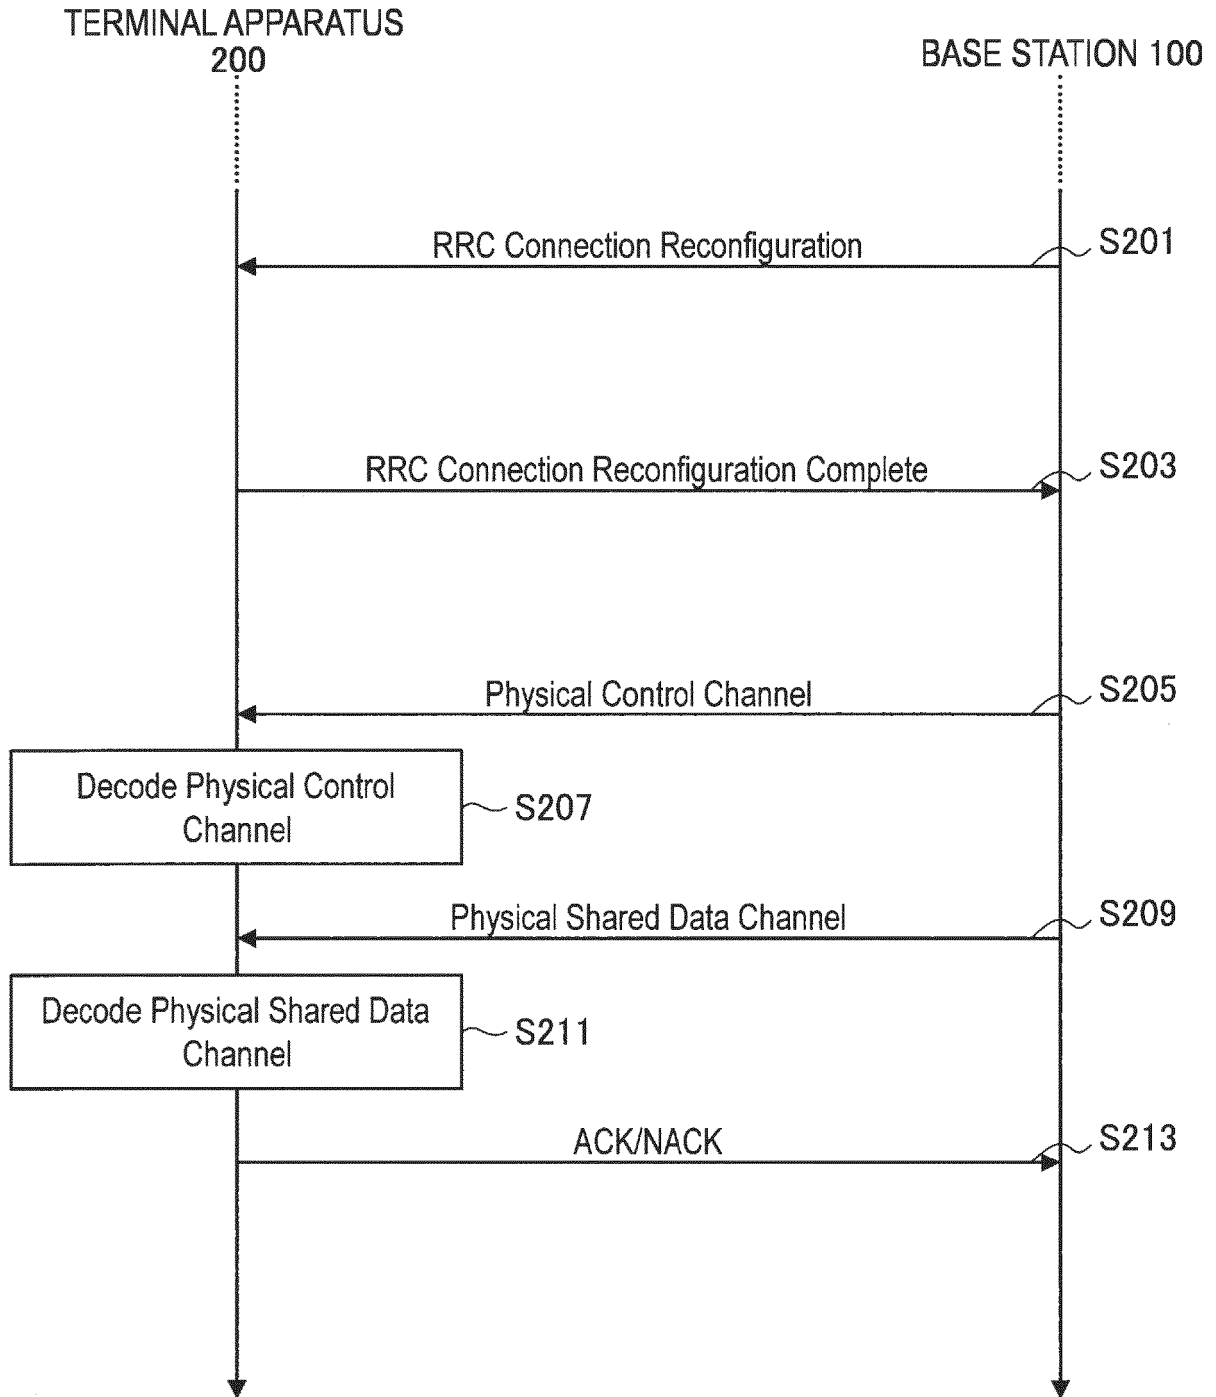 TERMINAL APPARATUS
200
BASE STATION 100
RRC Connection Reconfiguration
S201
RRC Connection Reconfiguration Complete
S203
Physical Control Channel
S205
Decode Physical Control
Channel
S207
Physical Shared Data Channel
S209
Decode Physical Shared Data
Channel
S211
ACK/NACK
S213